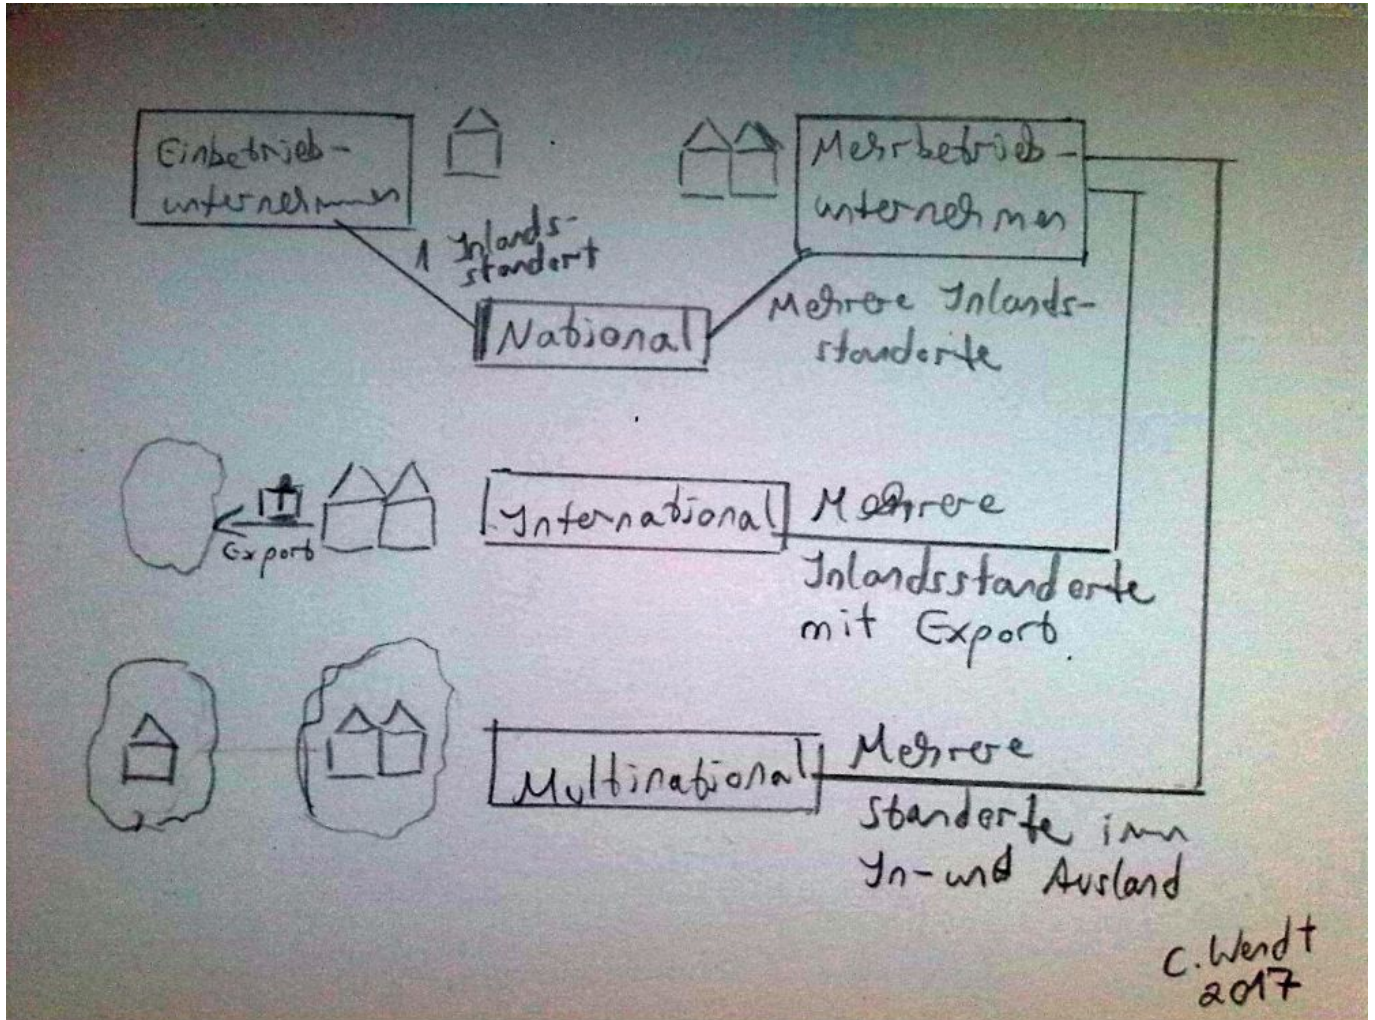 Einbetrieb-
unternehmen
Mehrbetrieb-
unternehmen
1 Inlands-
standort
National
Mehrere Inlands-
standorte
Export
International
Mehrere
Inlandsstandorte
mit Export
Multinational
Mehrere
Standorte im
In- und Ausland
C. Wendt
2017